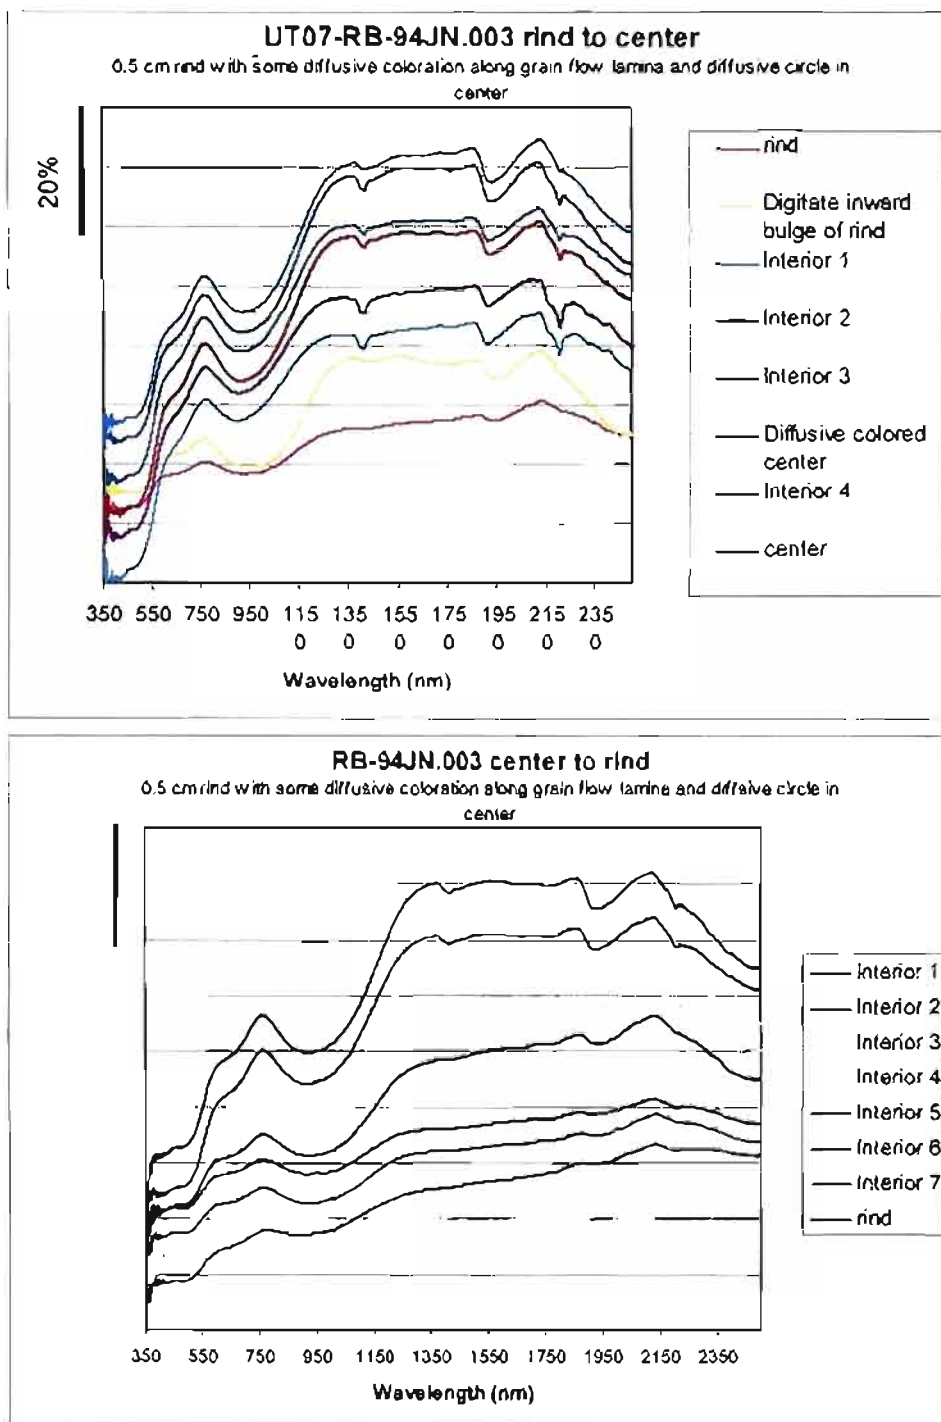 UT07-RB-94JN.003 rind to center
0.5 cm rind with some diffusive coloration along grain flow lamina and diffusive circle in
center
20%
rind
Digitate inward
bulge of rind
Interior 1
Interior 2
Interior 3
Diffusive colored
center
Interior 4
center
350 550 750 950 115 135 155 175 195 215 235
0 0 0 0 0 0 0
Wavelength (nm)
RB-94JN.003 center to rind
0.5 cm rind with some diffusive coloration along grain flow lamine and diffsive circle in
center
Interior 1
Interior 2
Interior 3
Interior 4
Interior 5
Interior 6
Interior 7
rind
350 550 750 950 1150 1350 1550 1750 1950 2150 2350
Wavelength (nm)